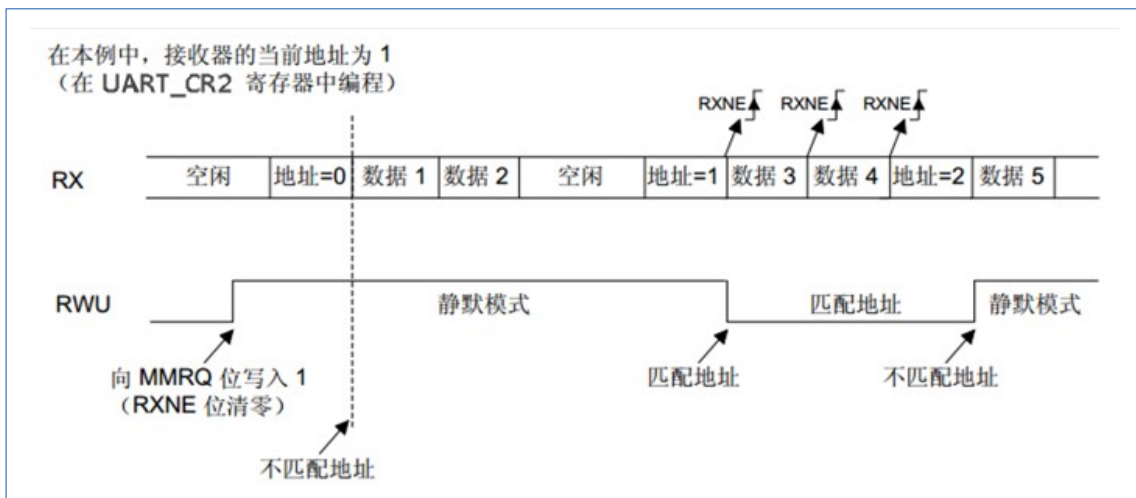 在本例中，接收器的当前地址为 1
（在 UART_CR2 寄存器中编程）
RXNE RXNE RXNE
RX 空闲 地址=0 数据 1 数据 2 空闲 地址=1 数据 3 数据 4 地址=2 数据 5
RWU 静默模式 匹配地址 静默模式
向 MMRQ 位写入 1
（RXNE 位清零）
匹配地址 不匹配地址
不匹配地址